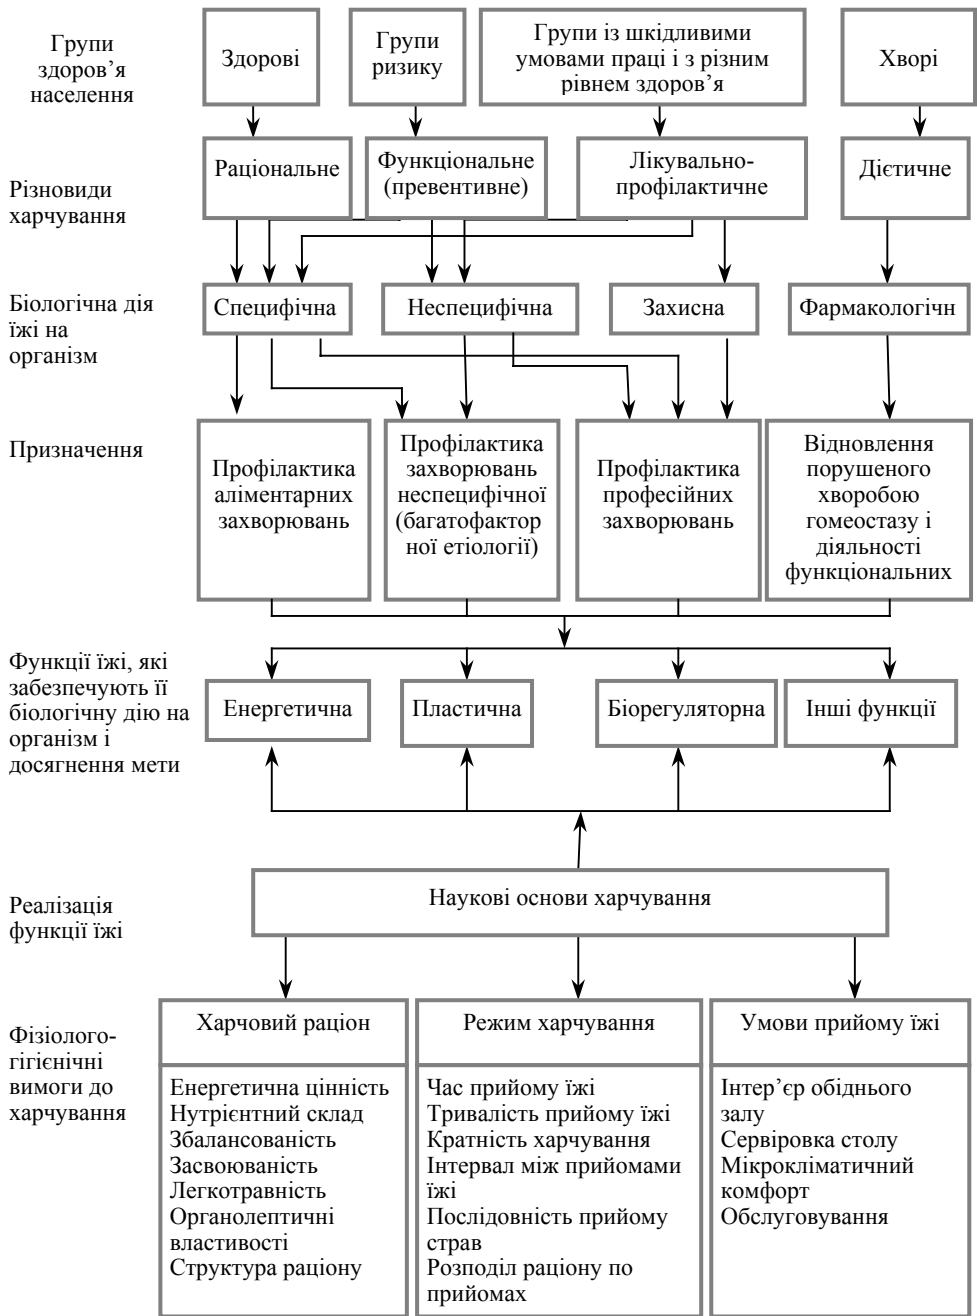 Групи
здоров’я
населення
Здорові
Групи
ризику
Групи із шкідливими
умовами праці і з різним
рівнем здоров’я
Хворі
Різновиди
харчування
Раціональне
Функціональне
(превентивне)
Лікувально-
профілактичне
Дієтичне
Біологічна дія
їжі на
організм
Специфічна
Неспецифічна
Захисна
Фармакологічн
Призначення
Профілактика
аліментарних
захворювань
Профілактика
захворювань
неспецифічної
(багатофактор
ної етіології)
Профілактика
професійних
захворювань
Відновлення
порушеного
хворобою
гомеостазу і
діяльності
функціональних
Функції їжі, які
забезпечують її
біологічну дію на
організм і
досягнення мети
Енергетична
Пластична
Біорегуляторна
Інші функції
Реалізація
функції їжі
Наукові основи харчування
Фізіолого-
гігієнічні
вимоги до
харчування
Харчовий раціон
Енергетична цінність
Нутрієнтний склад
Збалансованість
Засвоюваність
Легкотравність
Органолептичні
властивості
Структура раціону
Режим харчування
Час прийому їжі
Тривалість прийому їжі
Кратність харчування
Інтервал між прийомами
їжі
Послідовність прийому
страв
Розподіл раціону по
прийомах
Умови прийому їжі
Інтер’єр обіднього
залу
Сервіровка столу
Мікрокліматичний
комфорт
Обслуговування